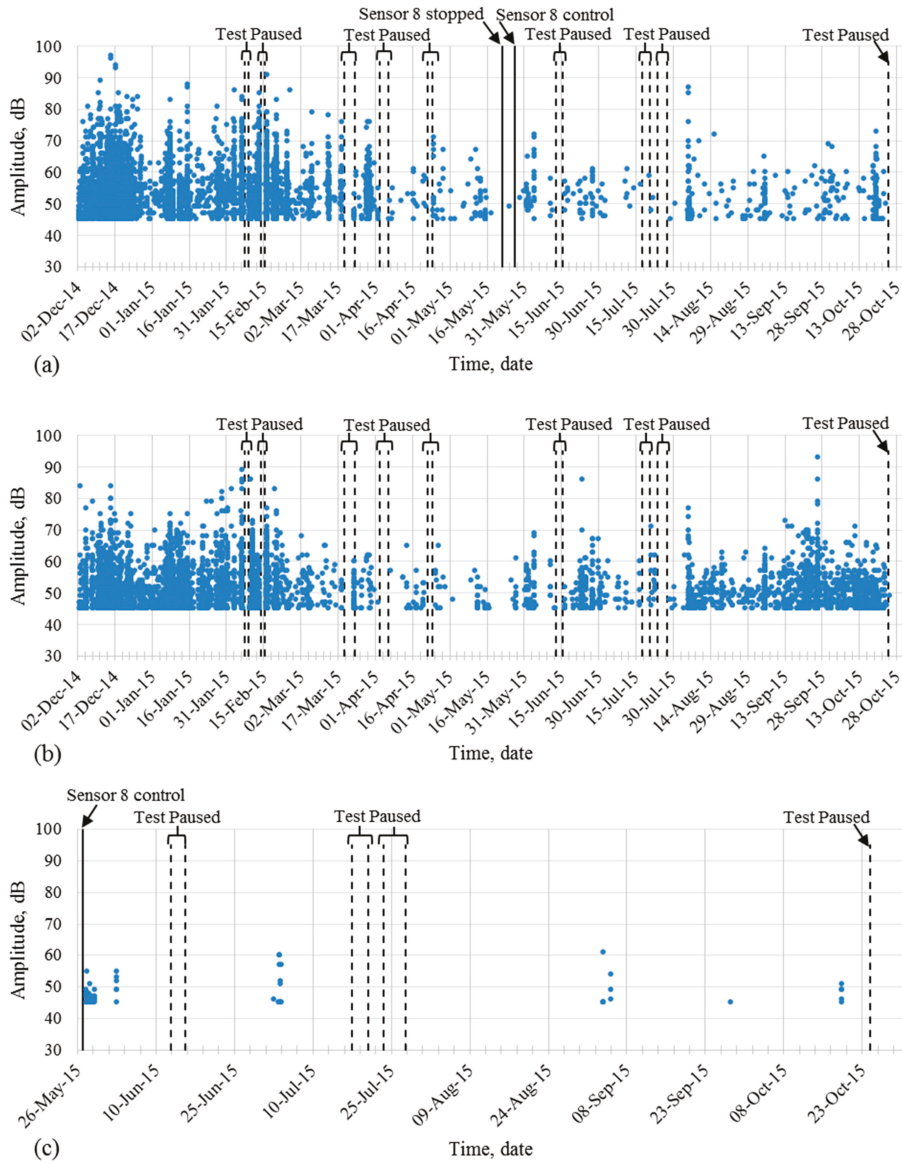 Sensor 8 stopped Sensor 8 control
Test Paused Test Paused Test Paused Test Paused Test Paused
100
90
80
70
60
50
40
30
Amplitude, dB
02-Dec-14 17-Dec-14 01-Jan-15 16-Jan-15 31-Jan-15 15-Feb-15 02-Mar-15 17-Mar-15 01-Apr-15 16-Apr-15 01-May-15 16-May-15 31-May-15 15-Jun-15 30-Jun-15 15-Jul-15 30-Jul-15 14-Aug-15 29-Aug-15 13-Sep-15 28-Sep-15 13-Oct-15 28-Oct-15
Time, date
(a)
Test Paused Test Paused Test Paused Test Paused Test Paused
100
90
80
70
60
50
40
30
Amplitude, dB
02-Dec-14 17-Dec-14 01-Jan-15 16-Jan-15 31-Jan-15 15-Feb-15 02-Mar-15 17-Mar-15 01-Apr-15 16-Apr-15 01-May-15 16-May-15 31-May-15 15-Jun-15 30-Jun-15 15-Jul-15 30-Jul-15 14-Aug-15 29-Aug-15 13-Sep-15 28-Sep-15 13-Oct-15 28-Oct-15
Time, date
(b)
Sensor 8 control
Test Paused Test Paused Test Paused
100
90
80
70
60
50
40
30
Amplitude, dB
26-May-15 10-Jun-15 25-Jun-15 10-Jul-15 25-Jul-15 09-Aug-15 24-Aug-15 08-Sep-15 23-Sep-15 08-Oct-15 23-Oct-15
Time, date
(c)